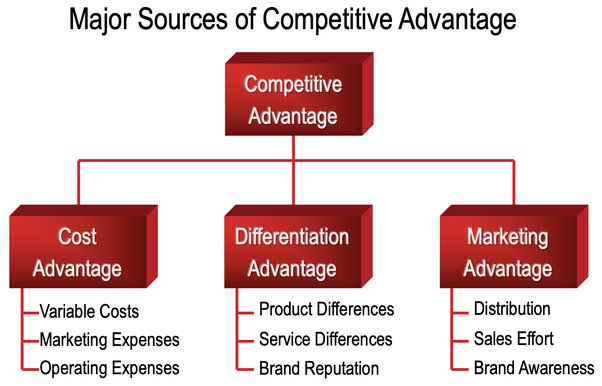 Major Sources of Competitive Advantage
Competitive
Advantage
Cost
Advantage
Variable Costs
Marketing Expenses
Operating Expenses
Differentiation
Advantage
Product Differences
Service Differences
Brand Reputation
Marketing
Advantage
Distribution
Sales Effort
Brand Awareness